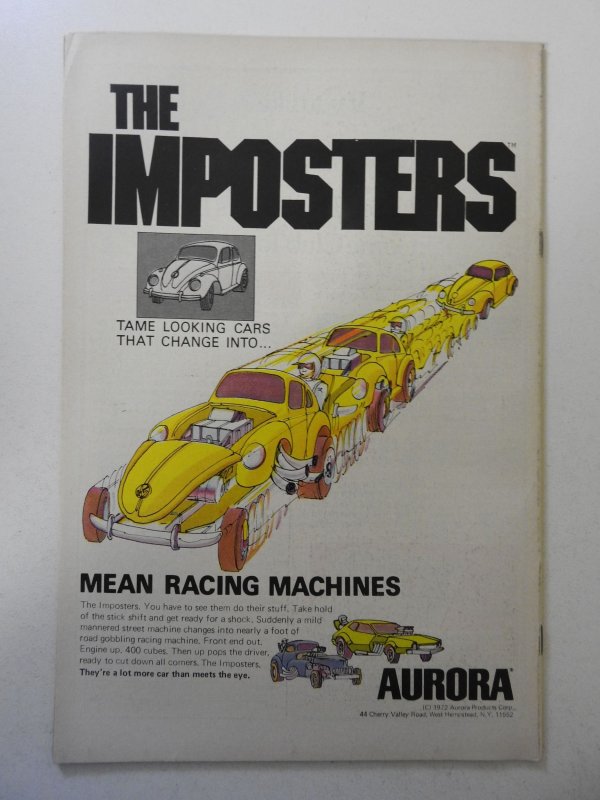 THE
IMPOSTERS™
TAME LOOKING CARS
THAT CHANGE INTO...
MEAN RACING MACHINES
The Imposters. You have to see them do their stuff. Take hold
of the stick shift and get ready for a shock. Suddenly a mild
mannered street machine changes into nearly a foot of
road gobbling racing machine. Front end out.
Engine up. 400 cubes. Then up pops the driver,
ready to cut down all comers. The Imposters.
They're a lot more car than meets the eye.
AURORA®
(C) 1972 Aurora Products Corp.,
44 Cherry Valley Road, West Hempstead, N.Y. 11552